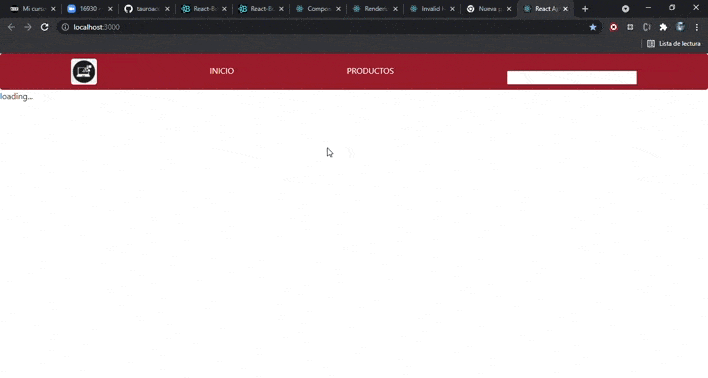 Mi curso
16930
tauroad
React-B
React-B
Compon
Renderi
Invalid H
Nueva p
React Ap
localhost:3000
Lista de lectura
INICIO
PRODUCTOS
loading...